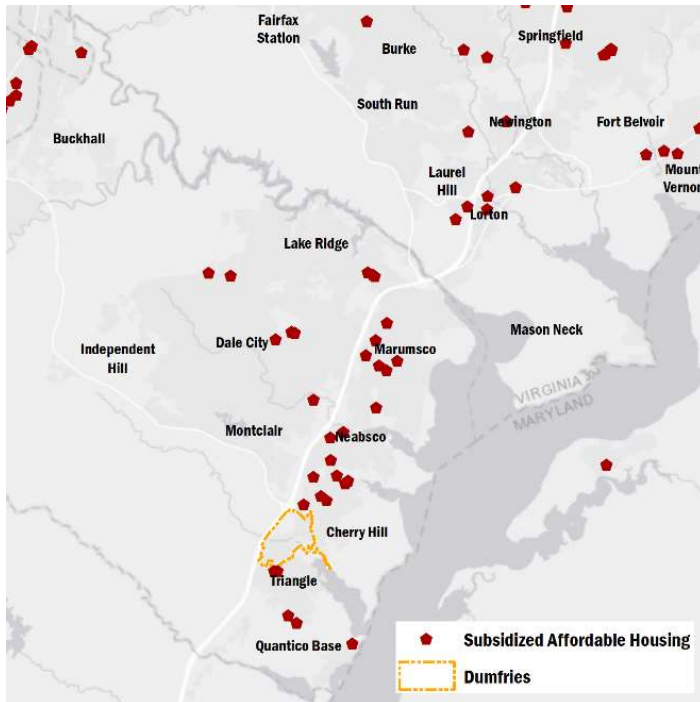 Fairfax
Station
Burke
Springfield
South Run
Newington
Fort Belvoir
Buckhall
Laurel
Hill
Mount
Vernon
Lorton
Lake Ridge
Mason Neck
Dale City
Marumsco
Independent
Hill
VIRGINIA
MARYLAND
Montclair
Neabsco
Cherry Hill
Triangle
Quantico Base
Subsidized Affordable Housing
Dumfries